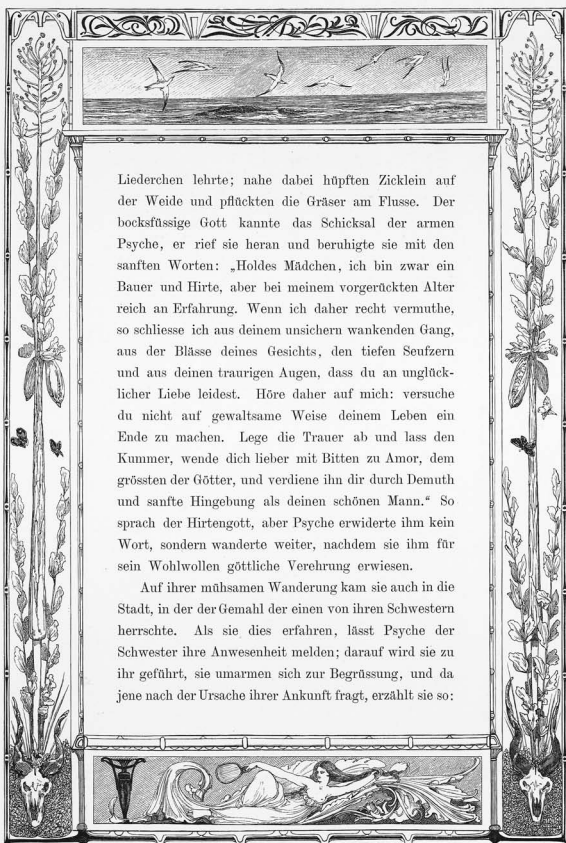 Liederchen lehrte; nahe dabei hüpften Zicklein auf
der Weide und pflückten die Gräser am Flusse. Der
bocksfüssige Gott kannte das Schicksal der armen
Psyche, er rief sie heran und beruhigte sie mit den
sanften Worten: „Holdes Mädchen, ich bin zwar ein
Bauer und Hirte, aber bei meinem vorgerückten Alter
reich an Erfahrung. Wenn ich daher recht vermuthe,
so schliesse ich aus deinem unsichern wankenden Gang,
aus der Blässe deines Gesichts, den tiefen Seufzern
und aus deinen traurigen Augen, dass du an unglück-
licher Liebe leidest. Höre daher auf mich: versuche
du nicht auf gewaltsame Weise deinem Leben ein
Ende zu machen. Lege die Trauer ab und lass den
Kummer, wende dich lieber mit Bitten zu Amor, dem
grössten der Götter, und verdiene ihn dir durch Demuth
und sanfte Hingebung als deinen schönen Mann.“ So
sprach der Hirtengott, aber Psyche erwiderte ihm kein
Wort, sondern wanderte weiter, nachdem sie ihm für
sein Wohlwollen göttliche Verehrung erwiesen.
Auf ihrer mühsamen Wanderung kam sie auch in die
Stadt, in der der Gemahl der einen von ihren Schwestern
herrschte. Als sie dies erfahren, lässt Psyche der
Schwester ihre Anwesenheit melden; darauf wird sie zu
ihr geführt, sie umarmen sich zur Begrüssung, und da
jene nach der Ursache ihrer Ankunft fragt, erzählt sie so: